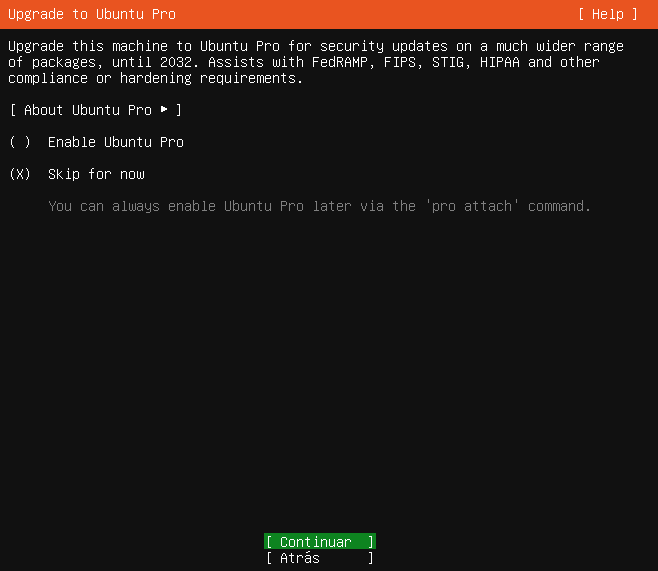 Upgrade to Ubuntu Pro [ Help ]
Upgrade this machine to Ubuntu Pro for security updates on a much wider range
of packages, until 2032. Assists with FedRAMP, FIPS, STIG, HIPAA and other
compliance or hardening requirements.
[ About Ubuntu Pro ▸ ]
( ) Enable Ubuntu Pro
(X) Skip for now
You can always enable Ubuntu Pro later via the 'pro attach' command.
[ Continuar ]
[ Atrás ]